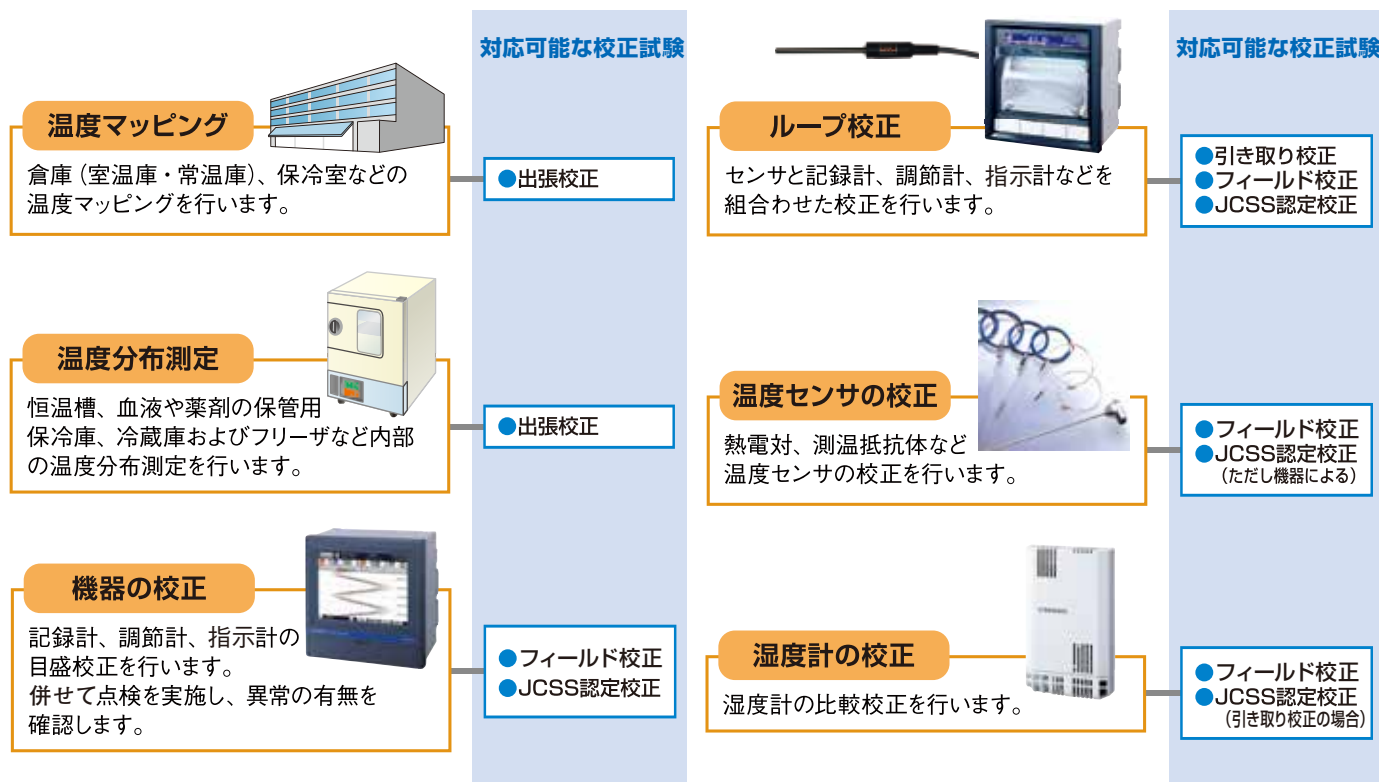 対応可能な校正試験
温度マッピング
倉庫（室温庫・常温庫）、保冷室などの
温度マッピングを行います。
●出張校正
温度分布測定
恒温槽、血液や薬剤の保管用
保冷庫、冷蔵庫およびフリーザなど内部
の温度分布測定を行います。
●出張校正
機器の校正
記録計、調節計、指示計の
目盛校正を行います。
併せて点検を実施し、異常の有無を
確認します。
●フィールド校正
●JCSS認定校正
対応可能な校正試験
ループ校正
センサと記録計、調節計、指示計などを
組合わせた校正を行います。
●引き取り校正
●フィールド校正
●JCSS認定校正
温度センサの校正
熱電対、測温抵抗体など
温度センサの校正を行います。
●フィールド校正
●JCSS認定校正
（ただし機器による）
湿度計の校正
湿度計の比較校正を行います。
●フィールド校正
●JCSS認定校正
（引き取り校正の場合）